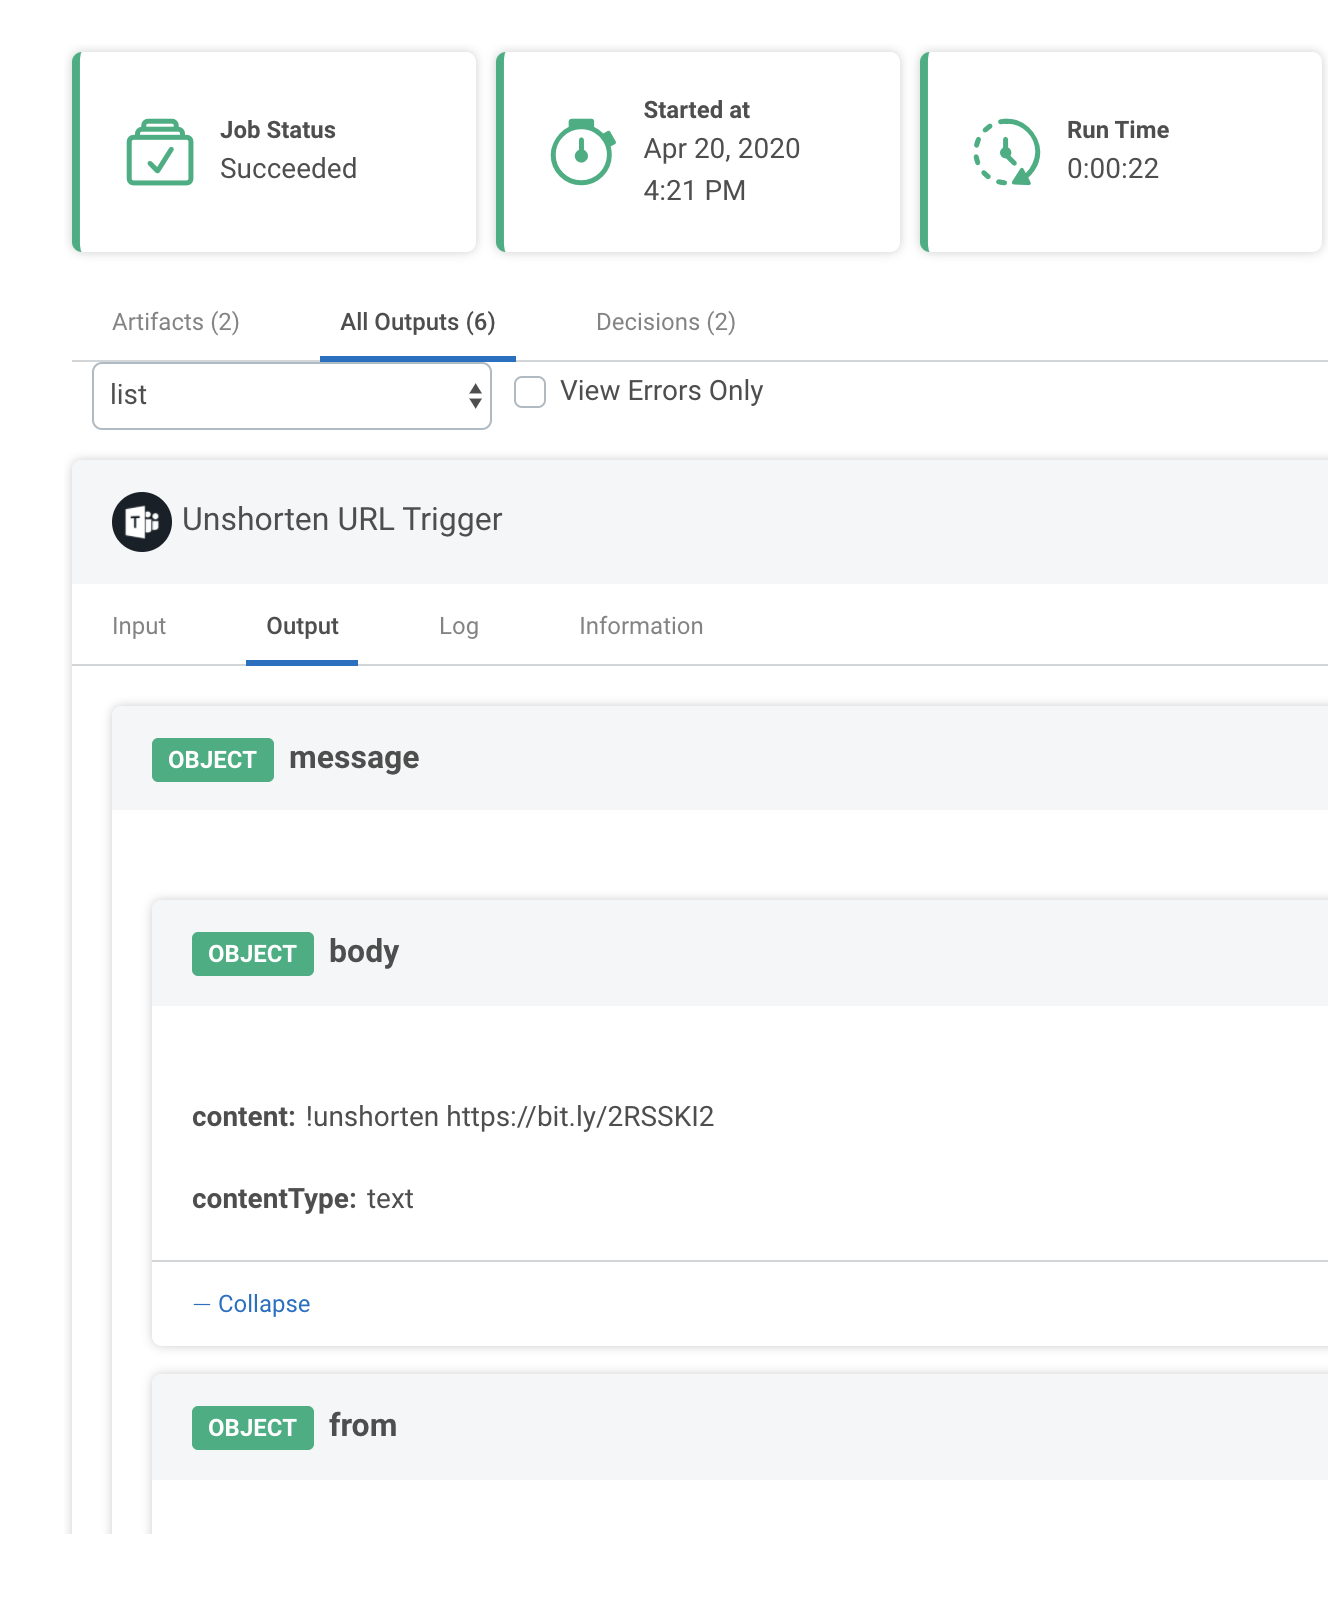 Job Status
Succeeded
Started at
Apr 20, 2020
4:21 PM
Run Time
0:00:22
Artifacts (2)
All Outputs (6)
Decisions (2)
list
View Errors Only
T
Unshorten URL Trigger
Input
Output
Log
Information
OBJECT message
OBJECT body
content: !unshorten https://bit.ly/2RSSKI2
contentType: text
— Collapse
OBJECT from